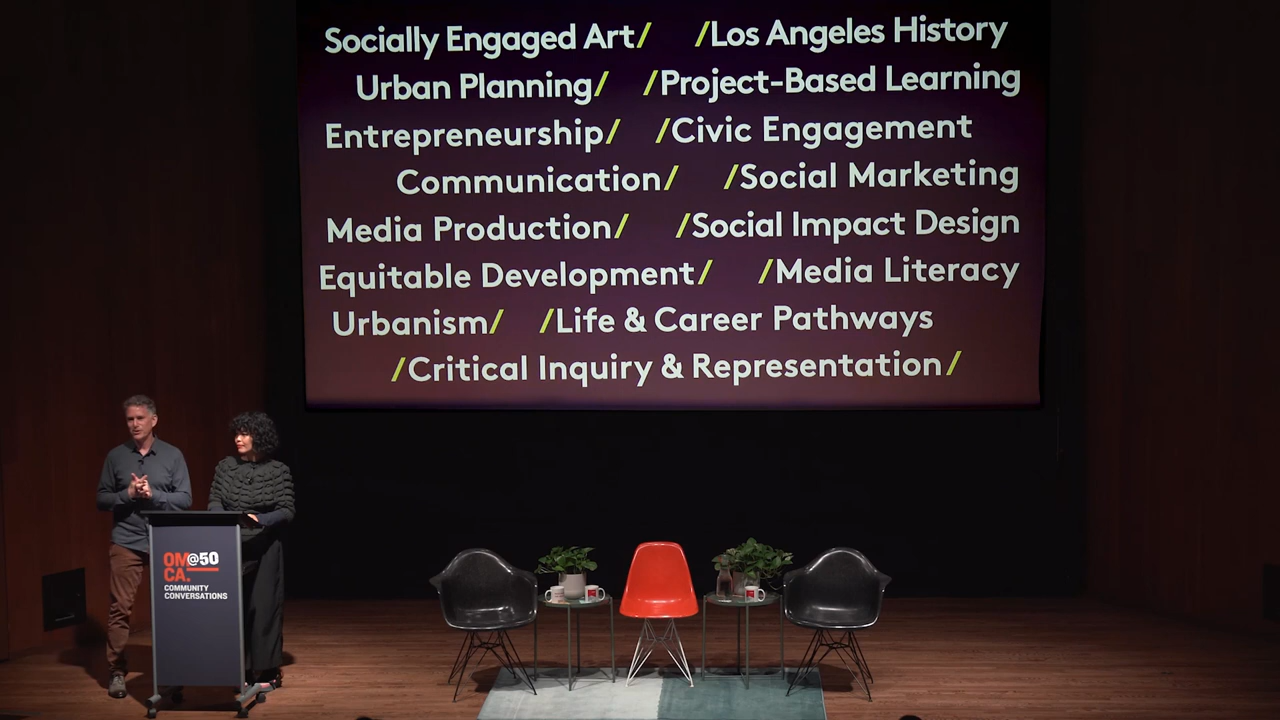 Socially Engaged Art/ /Los Angeles History
Urban Planning/ /Project-Based Learning
Entrepreneurship/ /Civic Engagement
Communication/ /Social Marketing
Media Production/ /Social Impact Design
Equitable Development/ /Media Literacy
Urbanism/ /Life & Career Pathways
/Critical Inquiry & Representation/
OM@50
CA.
COMMUNITY
CONVERSATIONS